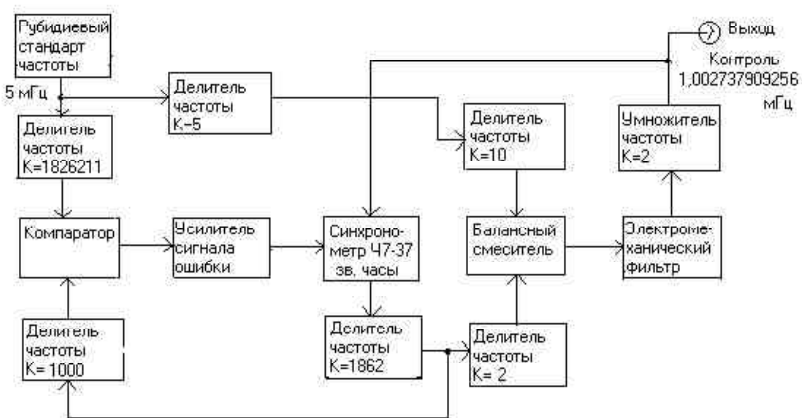 Рубидиевый
стандарт
частоты
Выход
Контроль
1,002737909256
мГц
5 мГц
Делитель
частоты
К=5
Делитель
частоты
К=1826211
Делитель
частоты
К=10
Умножитель
частоты
К=2
Компаратор
Усилитель
сигнала
ошибки
Синхроно-
метр Ч7-37
зв. часы
Балансный
смеситель
Электроме-
ханический
фильтр
Делитель
частоты
К= 1000
Делитель
частоты
К=1862
Делитель
частоты
К= 2